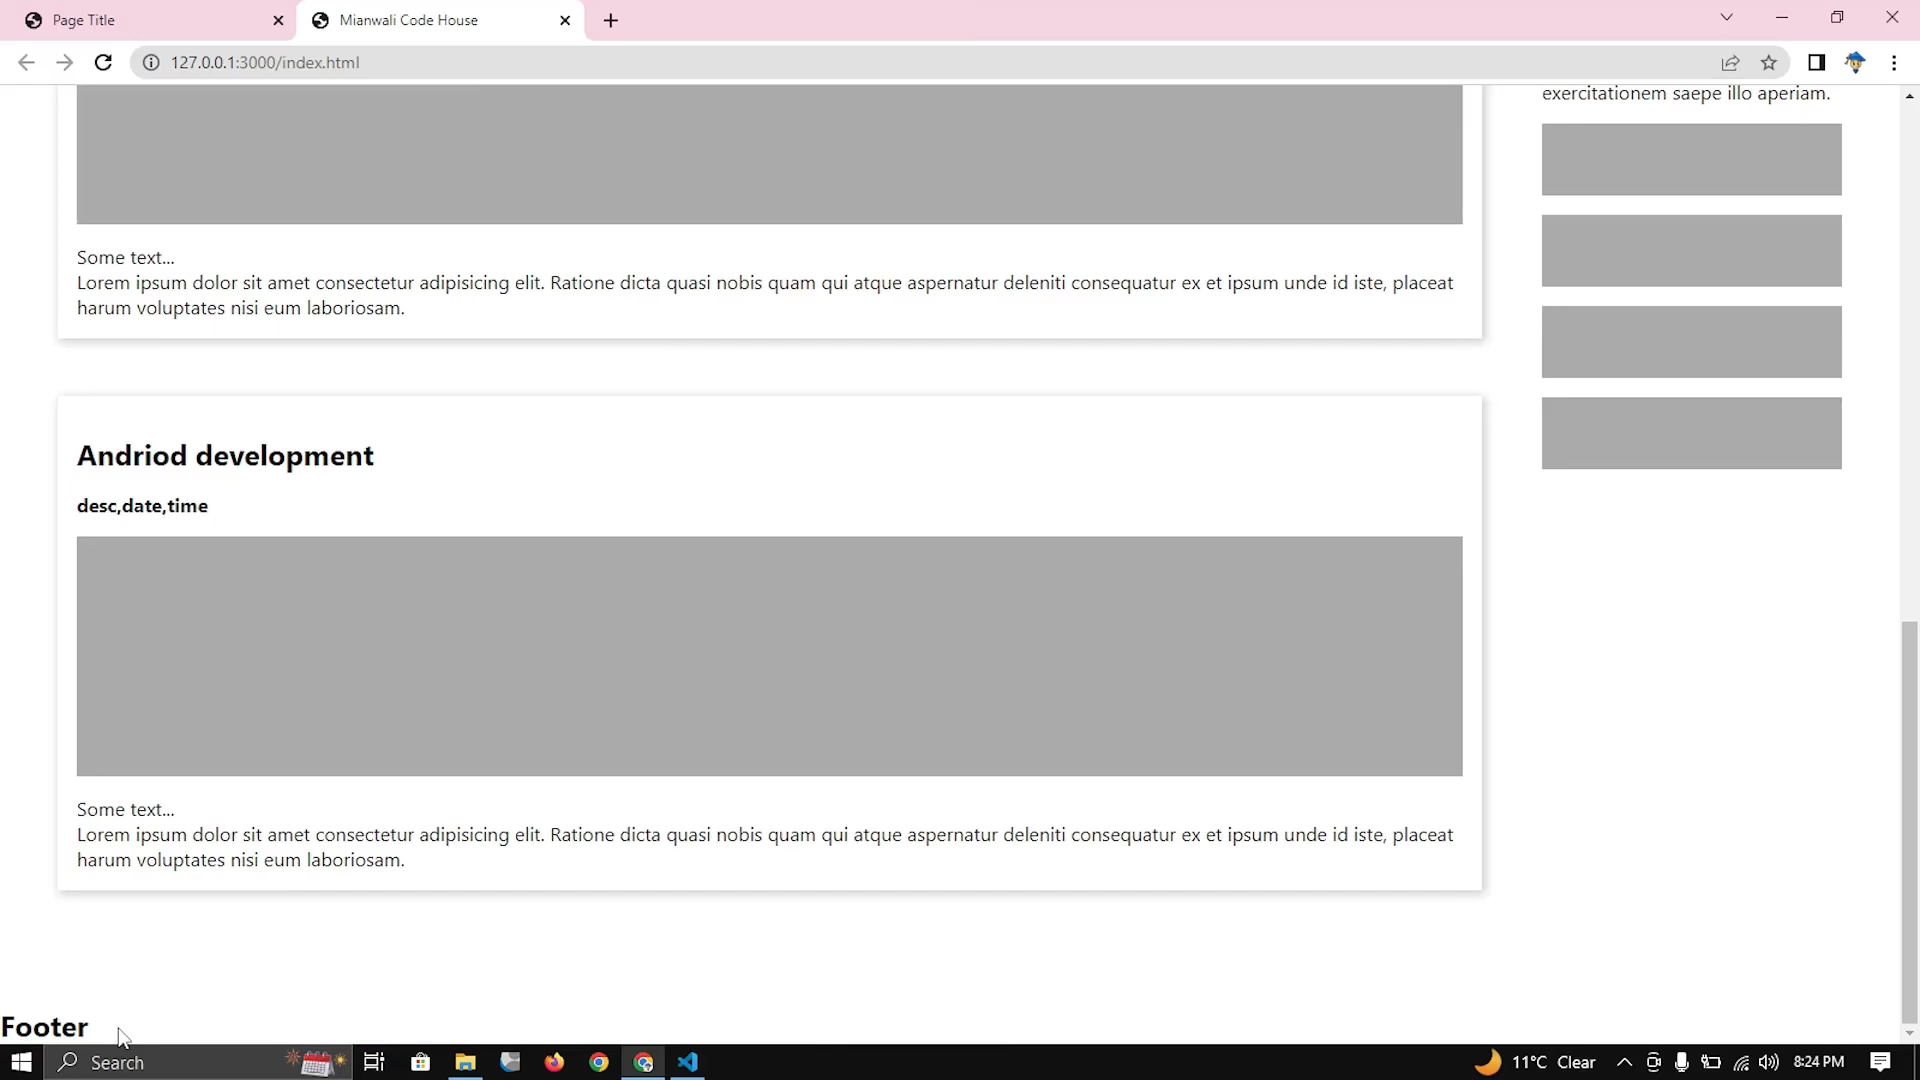 Page Title
Mianwali Code House
127.0.0.1:3000/index.html
exercitationem saepe illo aperiam.
Some text...
Lorem ipsum dolor sit amet consectetur adipisicing elit. Ratione dicta quasi nobis quam qui atque aspernatur deleniti consequatur ex et ipsum unde id iste, placeat
harum voluptates nisi eum laboriosam.
Andriod development
desc,date,time
Some text...
Lorem ipsum dolor sit amet consectetur adipisicing elit. Ratione dicta quasi nobis quam qui atque aspernatur deleniti consequatur ex et ipsum unde id iste, placeat
harum voluptates nisi eum laboriosam.
Footer
Search
11°C Clear
8:24 PM